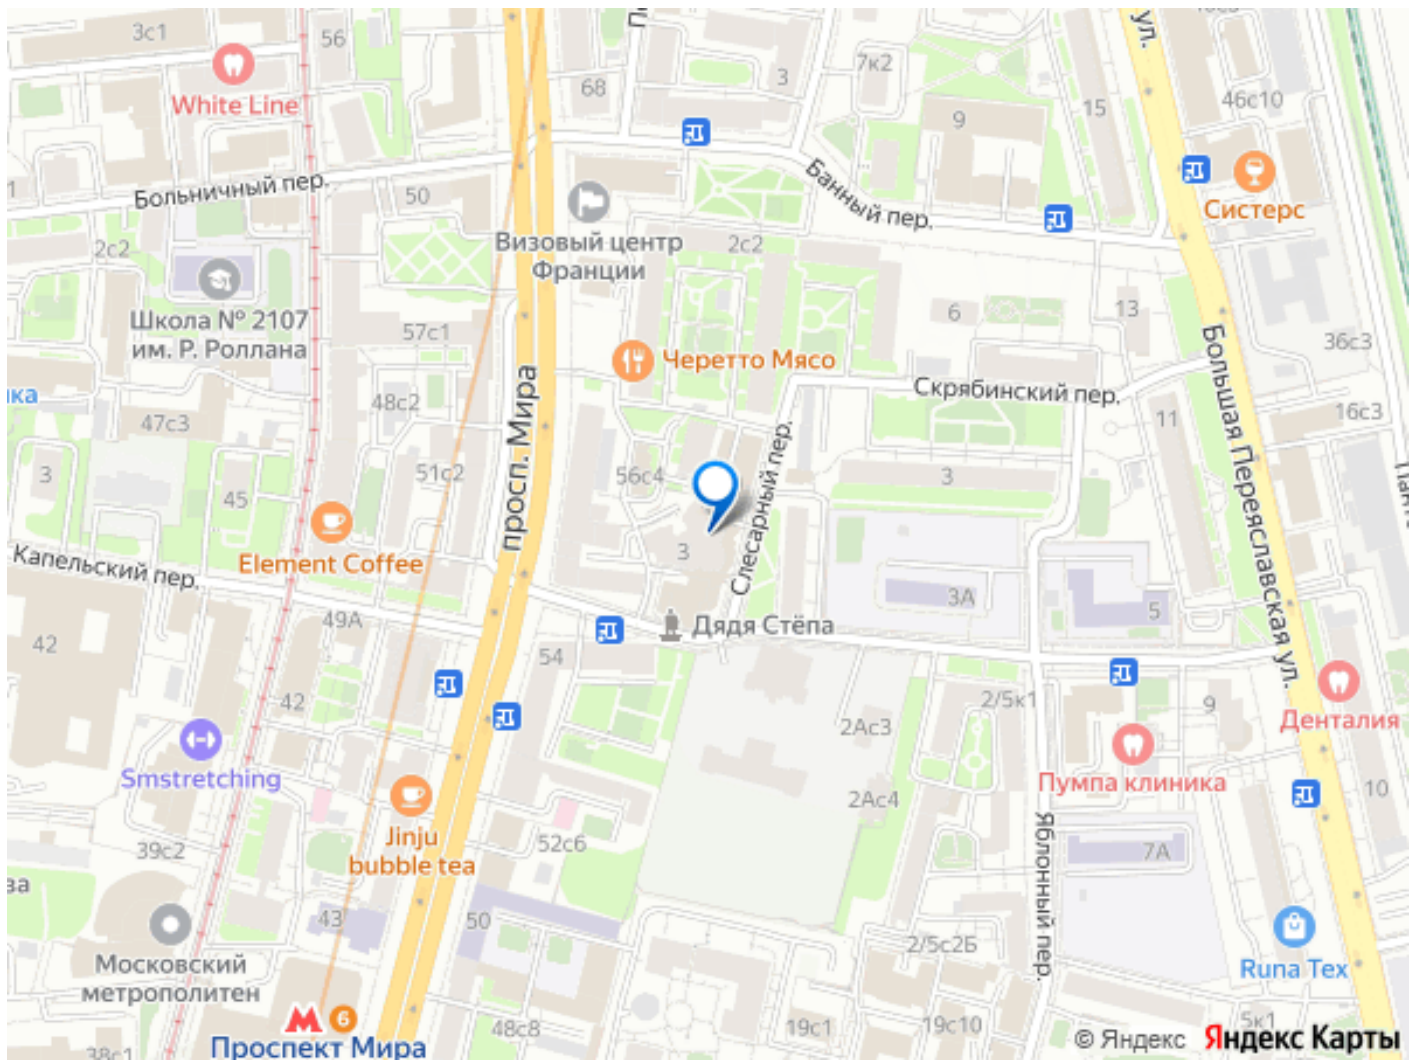 3с1
56
White Line
68
3
7к2
ул.
46с10
15
9
Больничный пер.
50
Банный пер.
Систерс
Визовый центр
Франции
2с2
2с2
Школа № 2107
им. Р. Роллана
57с1
6
13
36с3
Черетто Мясо
Скрябинский пер.
Большая Переяславская ул.
48с2
47с3
просп. Мира
11
16с3
3
45
51с2
56с4
3
Слесарный пер.
Element Coffee
Капельский пер.
3
3А
5
49А
Дядя Стёпа
42
54
42
2/5к1
9
2Ас3
Денталия
Smstretching
Пумпа клиника
2Ас4
10
Jinju
bubble tea
39с2
52с6
Яблонный пер.
7А
43
50
2/5с2Б
Московский
метрополитен
Runa Tex
6
Проспект Мира
48с8
19с1
19с10
5к1
38с1
© Яндекс Яндекс Карты